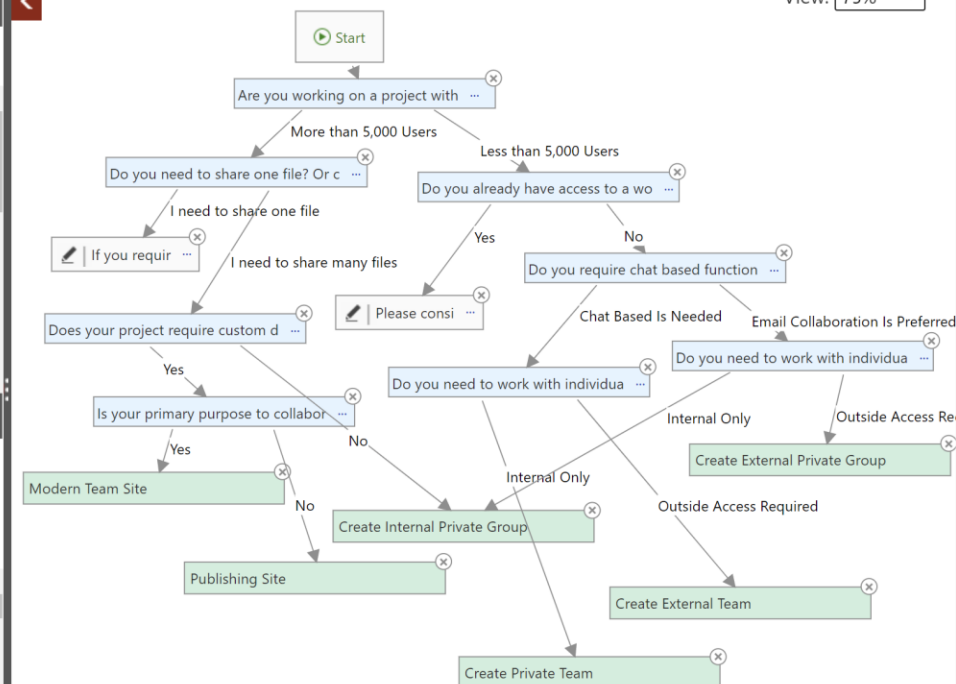 View: 75%
Start
Are you working on a project with ...
More than 5,000 Users
Less than 5,000 Users
Do you need to share one file? Or c ...
Do you already have access to a wo ...
I need to share one file
Yes
No
If you requir ...
I need to share many files
Do you require chat based function ...
Please consi ...
Chat Based Is Needed
Email Collaboration Is Preferred
Does your project require custom d ...
Do you need to work with individua ...
Yes
Do you need to work with individua ...
Is your primary purpose to collabor ...
Internal Only
Outside Access Re
No
Yes
Create External Private Group
Modern Team Site
Internal Only
No
Outside Access Required
Create Internal Private Group
Publishing Site
Create External Team
Create Private Team